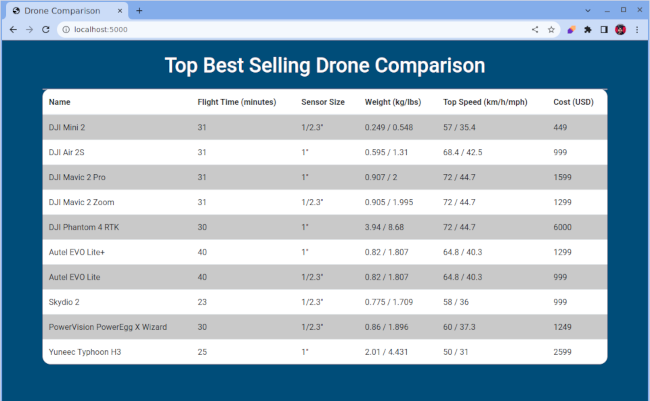 Drone Comparison
localhost:5000
Top Best Selling Drone Comparison
Name Flight Time (minutes) Sensor Size Weight (kg/lbs) Top Speed (km/h/mph) Cost (USD)
DJI Mini 2 31 1/2.3" 0.249 / 0.548 57 / 35.4 449
DJI Air 2S 31 1" 0.595 / 1.31 68.4 / 42.5 999
DJI Mavic 2 Pro 31 1" 0.907 / 2 72 / 44.7 1599
DJI Mavic 2 Zoom 31 1/2.3" 0.905 / 1.995 72 / 44.7 1299
DJI Phantom 4 RTK 30 1" 3.94 / 8.68 72 / 44.7 6000
Autel EVO Lite+ 40 1" 0.82 / 1.807 64.8 / 40.3 1299
Autel EVO Lite 40 1/2.3" 0.82 / 1.807 64.8 / 40.3 999
Skydio 2 23 1/2.3" 0.775 / 1.709 58 / 36 999
PowerVision PowerEgg X Wizard 30 1/2.3" 0.86 / 1.896 60 / 37.3 1249
Yuneec Typhoon H3 25 1" 2.01 / 4.431 50 / 31 2599